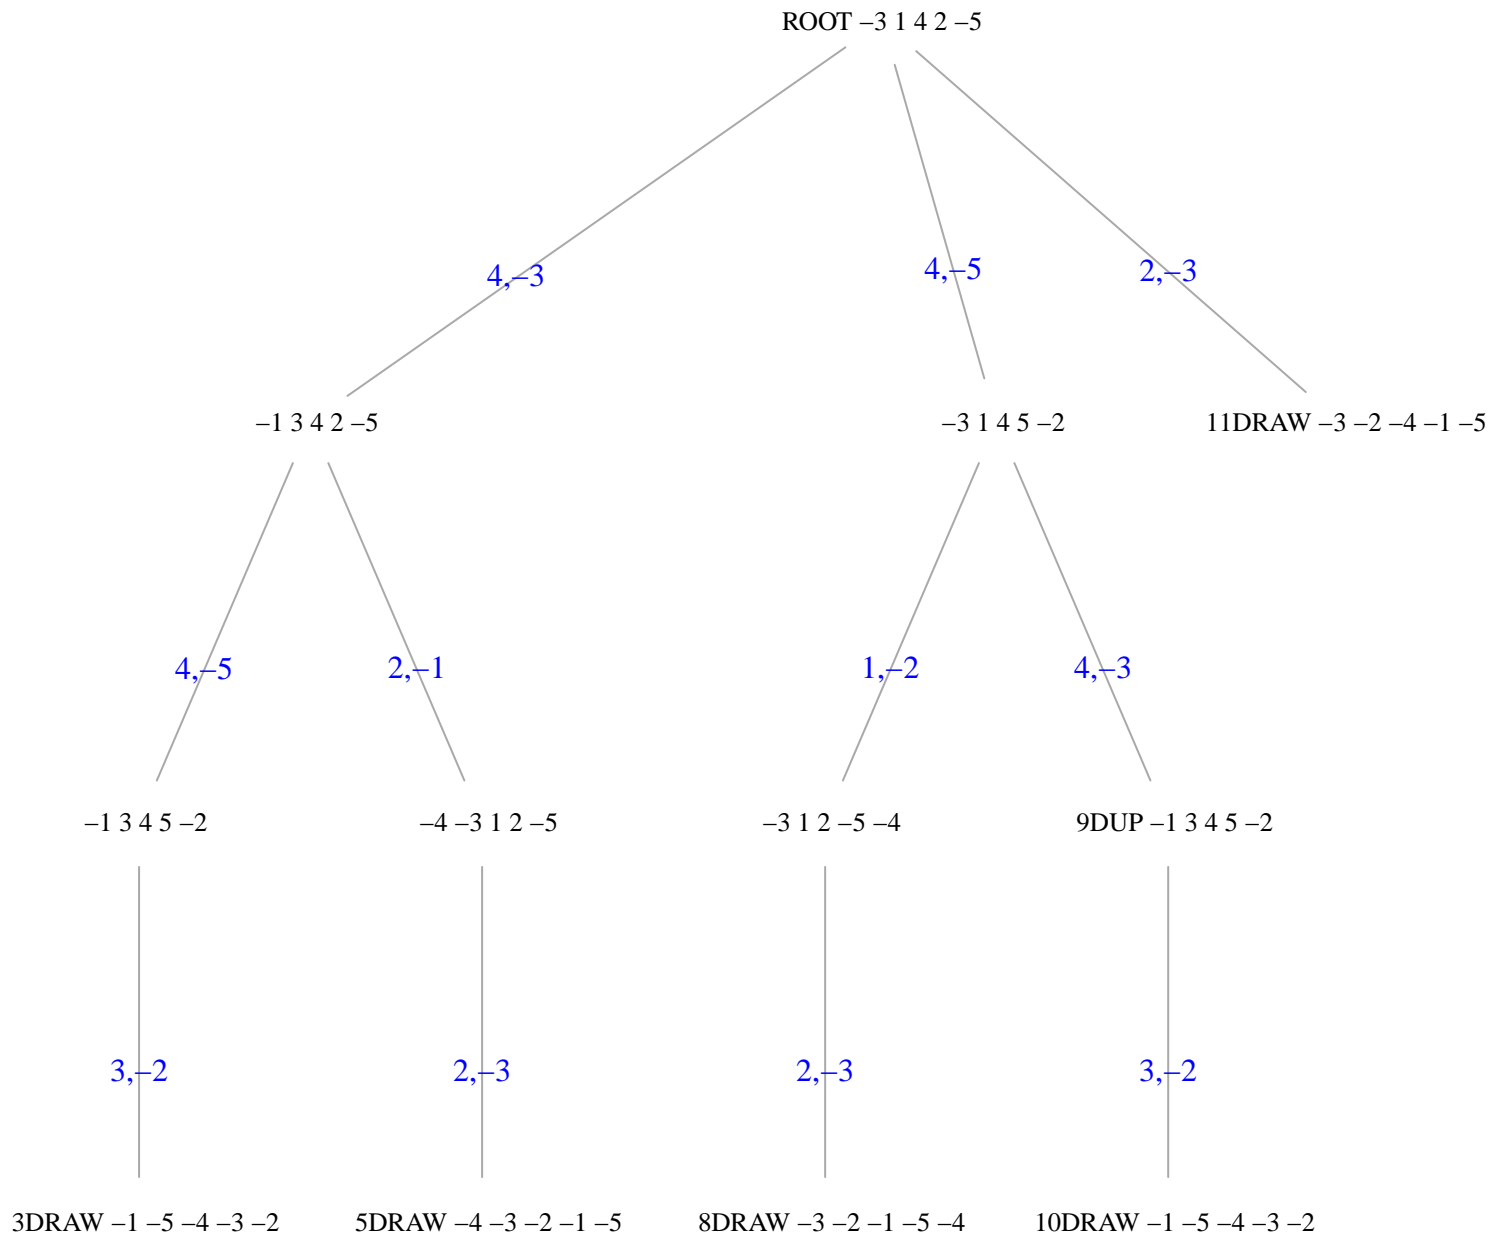 ROOT –3 1 4 2 –5
4,–3
4,–5
2,–3
–1 3 4 2 –5
–3 1 4 5 –2
11DRAW –3 –2 –4 –1 –5
4,–5
2,–1
1,–2
4,–3
–1 3 4 5 –2
–4 –3 1 2 –5
–3 1 2 –5 –4
9DUP –1 3 4 5 –2
3,–2
2,–3
2,–3
3,–2
3DRAW –1 –5 –4 –3 –2
5DRAW –4 –3 –2 –1 –5
8DRAW –3 –2 –1 –5 –4
10DRAW –1 –5 –4 –3 –2